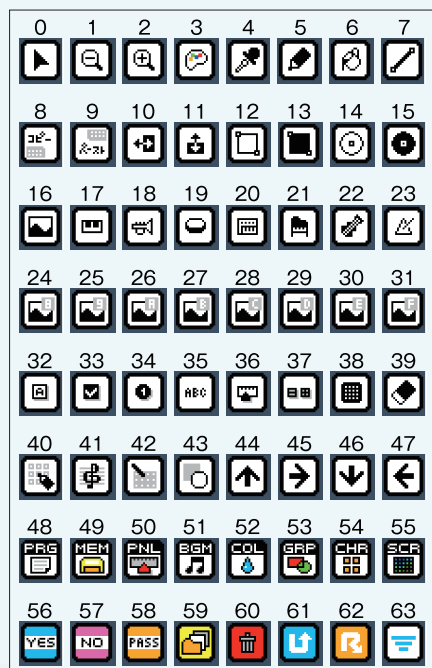 0 1 2 3 4 5 6 7
8 9 10 11 12 13 14 15
コピー ペースト
16 17 18 19 20 21 22 23
24 25 26 27 28 29 30 31
8 9 A B C D E F
32 33 34 35 36 37 38 39
A 1 ABC
40 41 42 43 44 45 46 47
48 49 50 51 52 53 54 55
PRG MEM PNL BGM COL GRP CHR SCR
56 57 58 59 60 61 62 63
YES NO PASS R